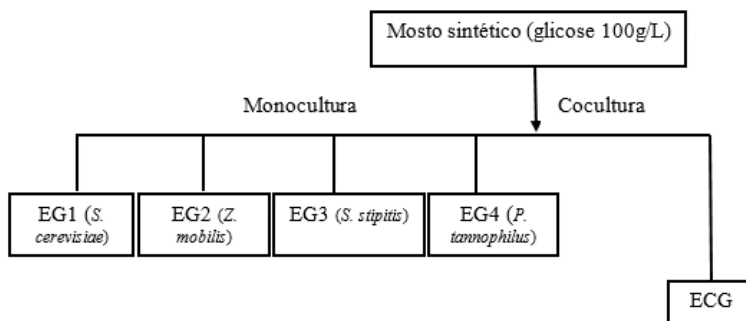 Mosto sintético (glicose 100g/L)
Monocultura
Cocultura
EG1 (S.
cerevisiae)
EG2 (Z.
mobilis)
EG3 (S. stipitis)
EG4 (P.
tannophilus)
ECG